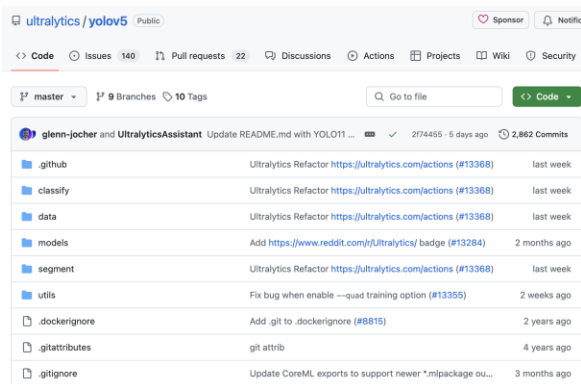 ultralytics / yolov5 Public Sponsor Notific
Code Issues 140 Pull requests 22 Discussions Actions Projects Wiki Security
master 9 Branches 10 Tags Go to file Code
glenn-jocher and UltralyticsAssistant Update README.md with YOLO11 ... 2f74455 · 5 days ago 2,862 Commits
.github Ultralytics Refactor https://ultralytics.com/actions (#13368) last week
classify Ultralytics Refactor https://ultralytics.com/actions (#13368) last week
data Ultralytics Refactor https://ultralytics.com/actions (#13368) last week
models Add https://www.reddit.com/r/Ultralytics/ badge (#13284) 2 months ago
segment Ultralytics Refactor https://ultralytics.com/actions (#13368) last week
utils Fix bug when enable --quad training option (#13355) 2 weeks ago
.dockerignore Add .git to .dockerignore (#8815) 2 years ago
.gitattributes git attrib 4 years ago
.gitignore Update CoreML exports to support newer *.mlpackage ou... 3 months ago